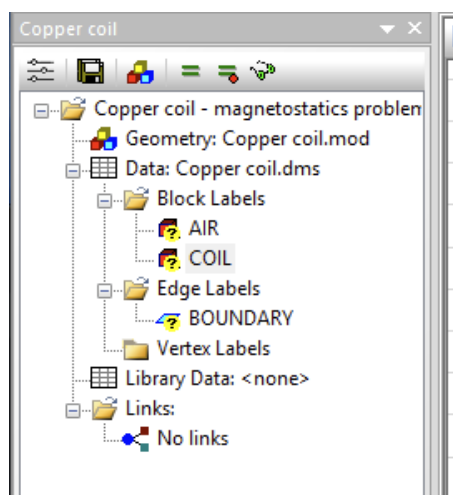 Copper coil
Copper coil - magnetostatics problem
Geometry: Copper coil.mod
Data: Copper coil.dms
Block Labels
AIR
COIL
Edge Labels
BOUNDARY
Vertex Labels
Library Data: <none>
Links:
No links